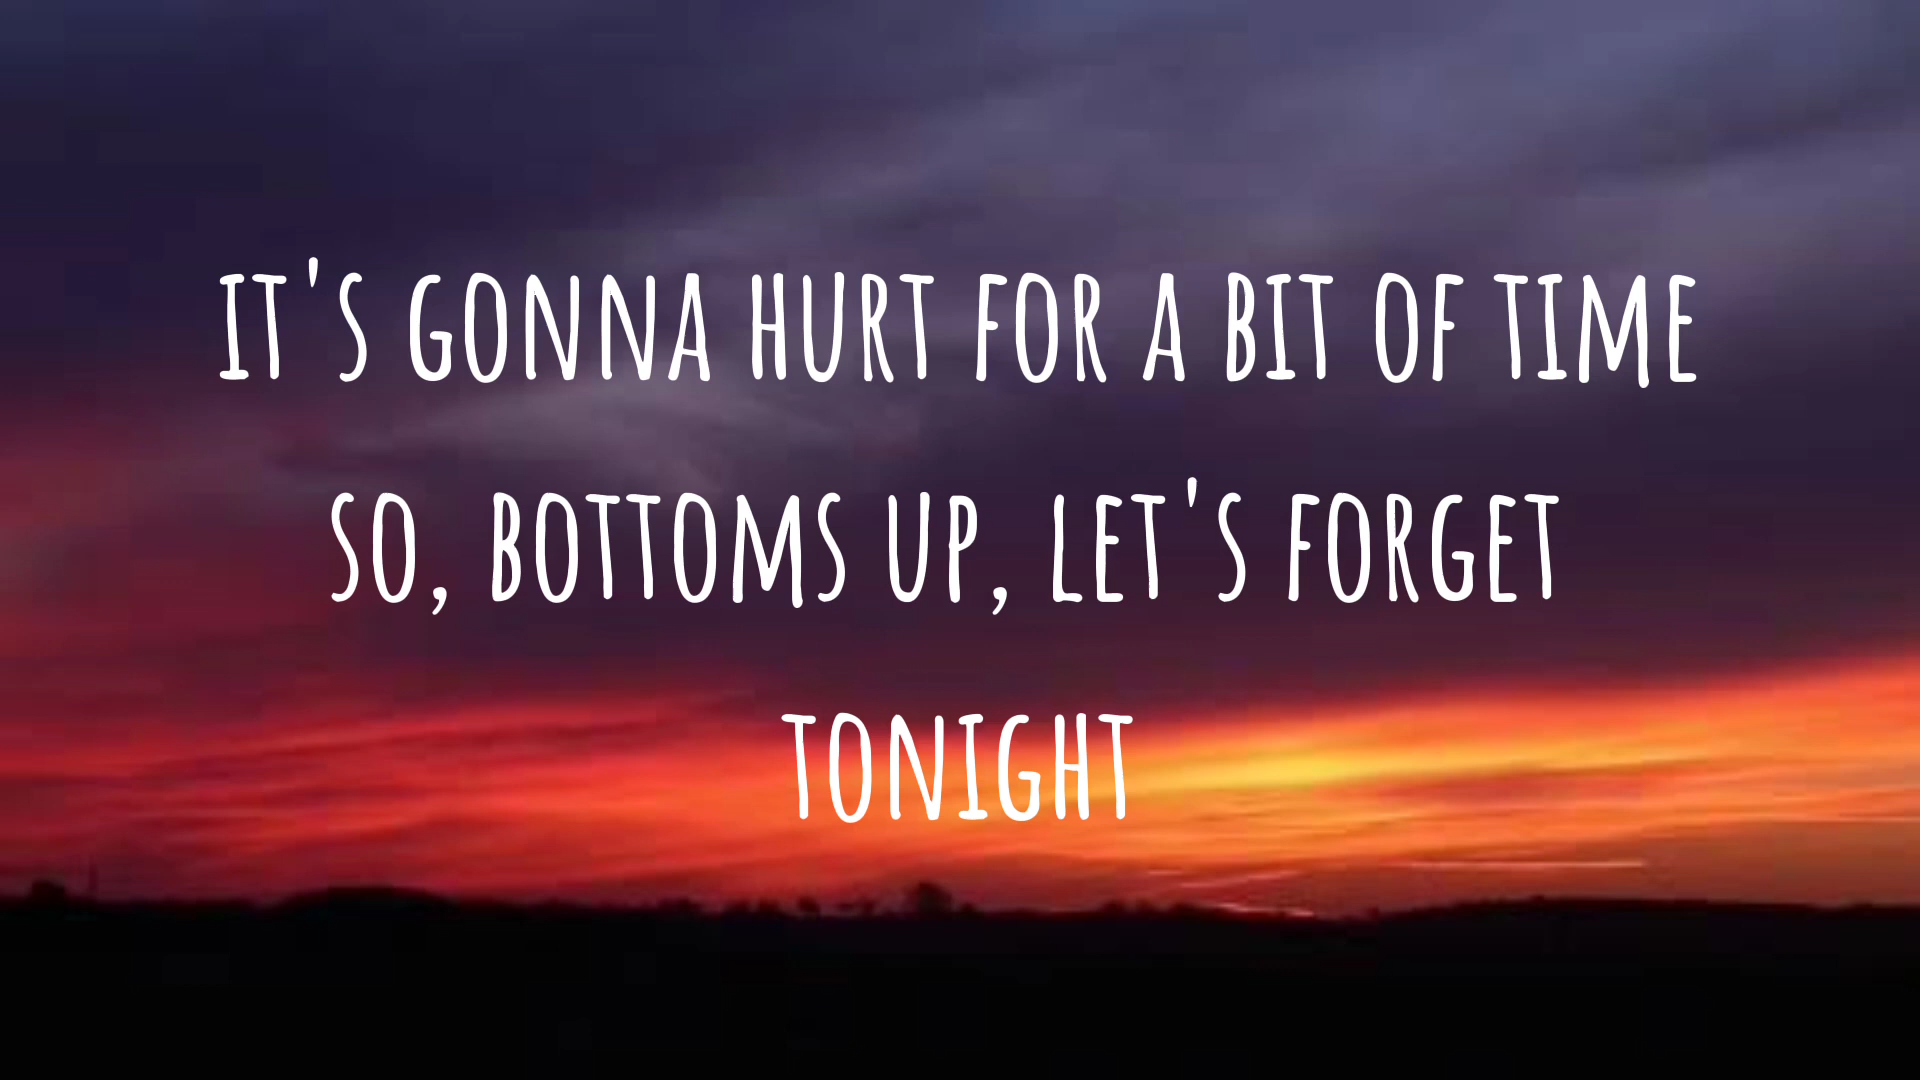 IT'S GONNA HURT FOR A BIT OF TIME
SO, BOTTOMS UP, LET'S FORGET
TONIGHT